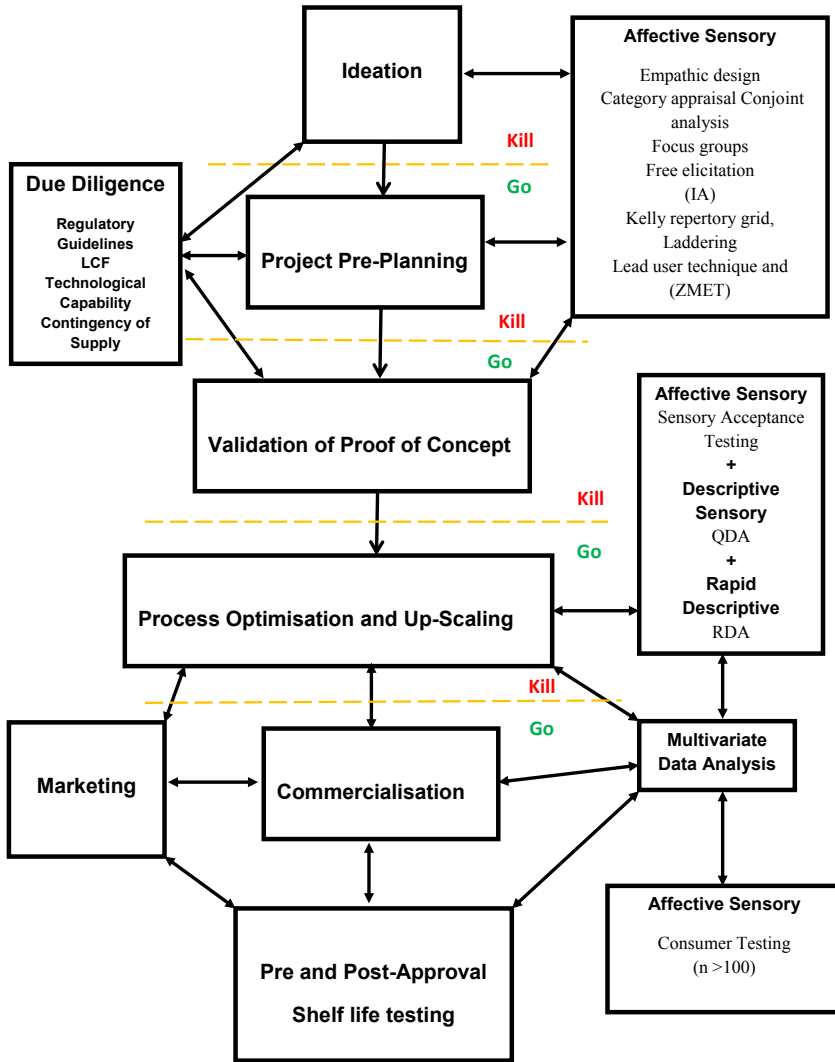 Ideation
Affective Sensory
Empathic design
Category appraisal Conjoint
analysis
Focus groups
Free elicitation
(IA)
Kelly repertory grid,
Laddering
Lead user technique and
(ZMET)
Kill
Go
Due Diligence
Regulatory
Guidelines
LCF
Technological
Capability
Contingency of
Supply
Project Pre-Planning
Kill
Go
Validation of Proof of Concept
Affective Sensory
Sensory Acceptance
Testing
+
Descriptive
Sensory
QDA
+
Rapid
Descriptive
RDA
Kill
Go
Process Optimisation and Up-Scaling
Kill
Go
Marketing
Commercialisation
Multivariate
Data Analysis
Affective Sensory
Consumer Testing
(n >100)
Pre and Post-Approval
Shelf life testing